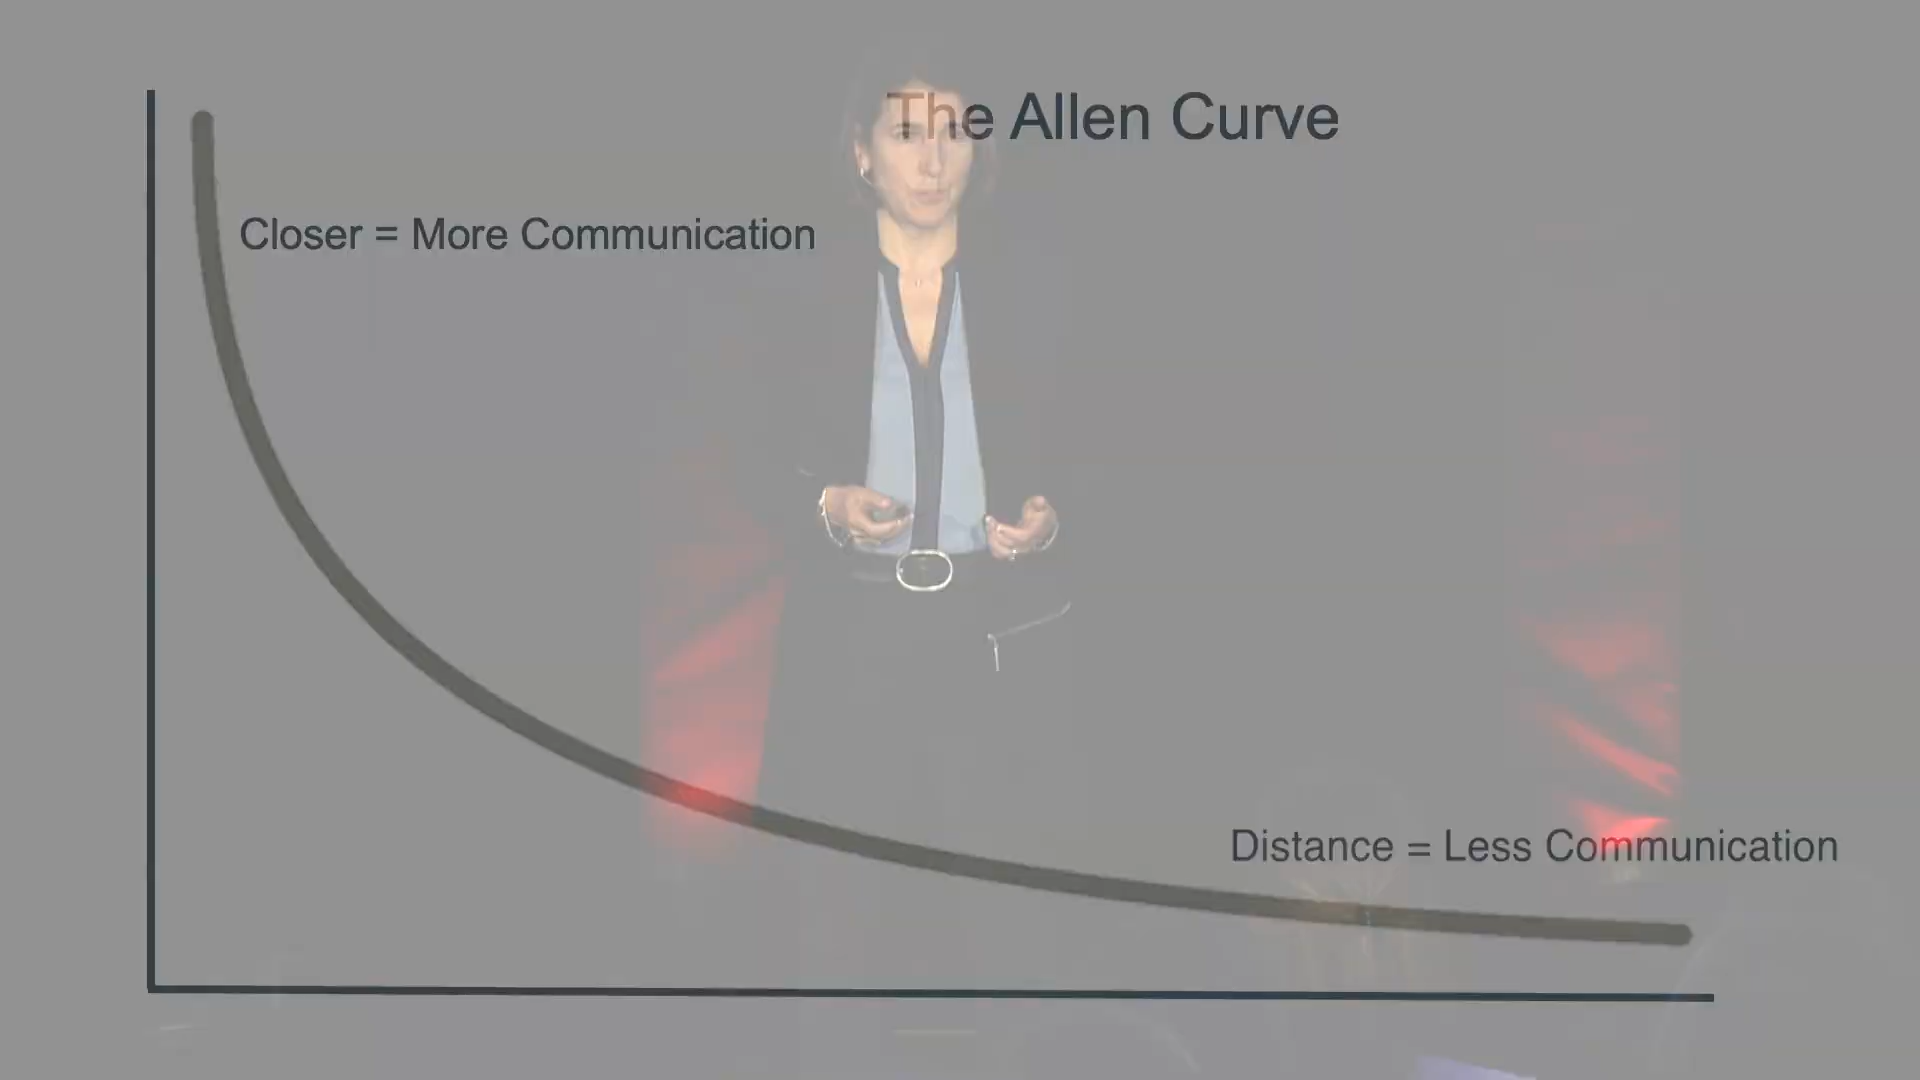 The Allen Curve
Closer = More Communication
Distance = Less Communication